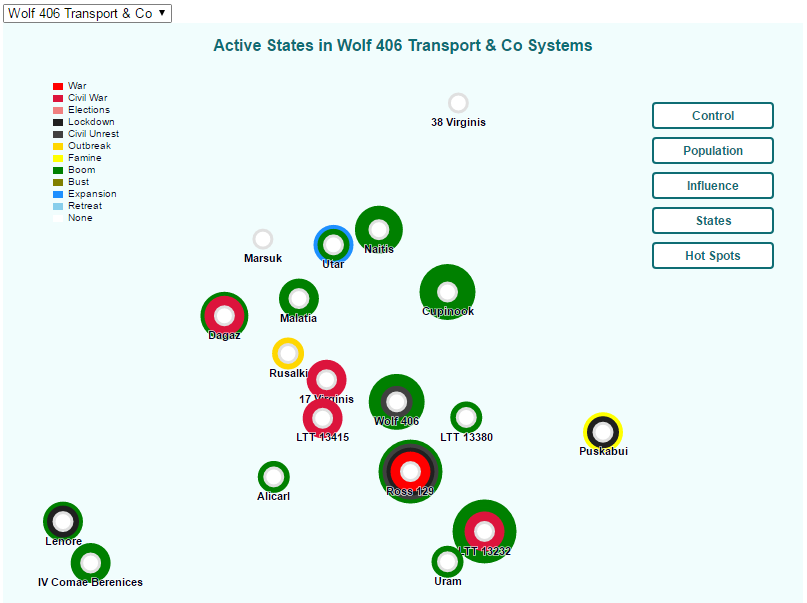 Wolf 406 Transport & Co
Active States in Wolf 406 Transport & Co Systems
War
Civil War
Elections
Lockdown
Civil Unrest
Outbreak
Famine
Boom
Bust
Expansion
Retreat
None
Control
Population
Influence
States
Hot Spots
38 Virginis
Naitis
Marsuk
Utar
Cupinook
Malatia
Dagaz
Rusalki
17 Virginis
Wolf 406
LTT 13415
LTT 13380
Puskabui
Ross 129
Alicarl
Lenore
LTT 13232
IV Comae Berenices
Uram